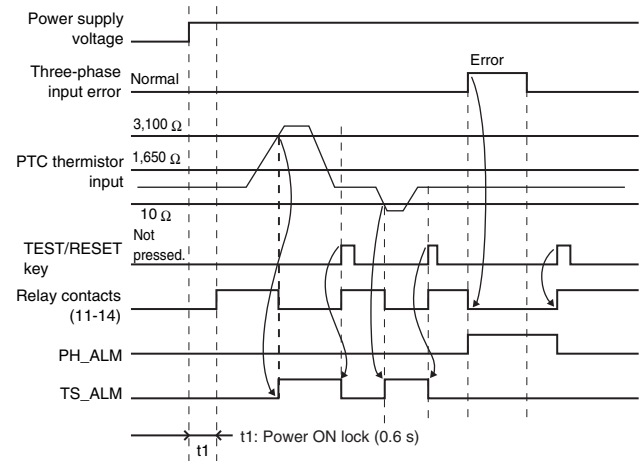 Power supply
voltage
Error
Three-phase
input error
Normal
3,100 Ω
PTC thermistor
input
1,650 Ω
10 Ω
Not
pressed.
TEST/RESET
key
Relay contacts
(11-14)
PH_ALM
TS_ALM
t1
t1: Power ON lock (0.6 s)